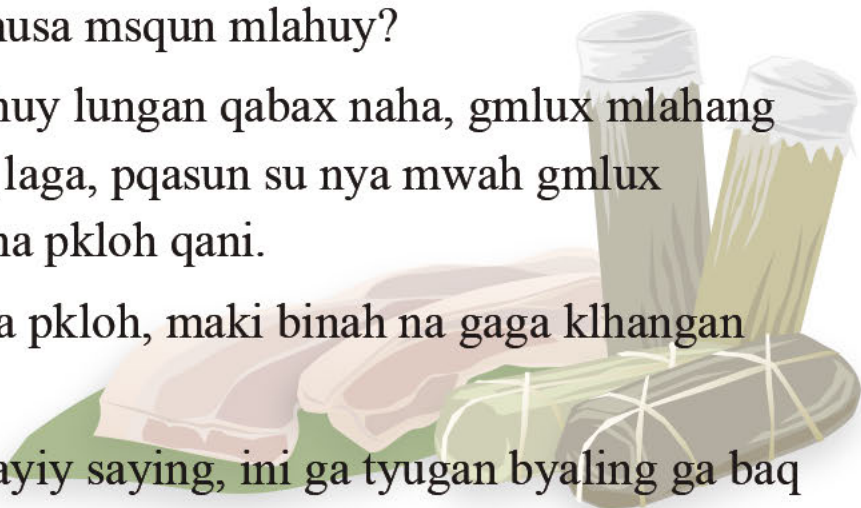 musa msqun mlahuy?
huy lungan qabax naha, gmlux mlahang
laga, pqasun su nya mwah gmlux
na pkloh qani.
a pkloh, maki binah na gaga klhangan
ayiy saying, ini ga tyugan byaling ga baq